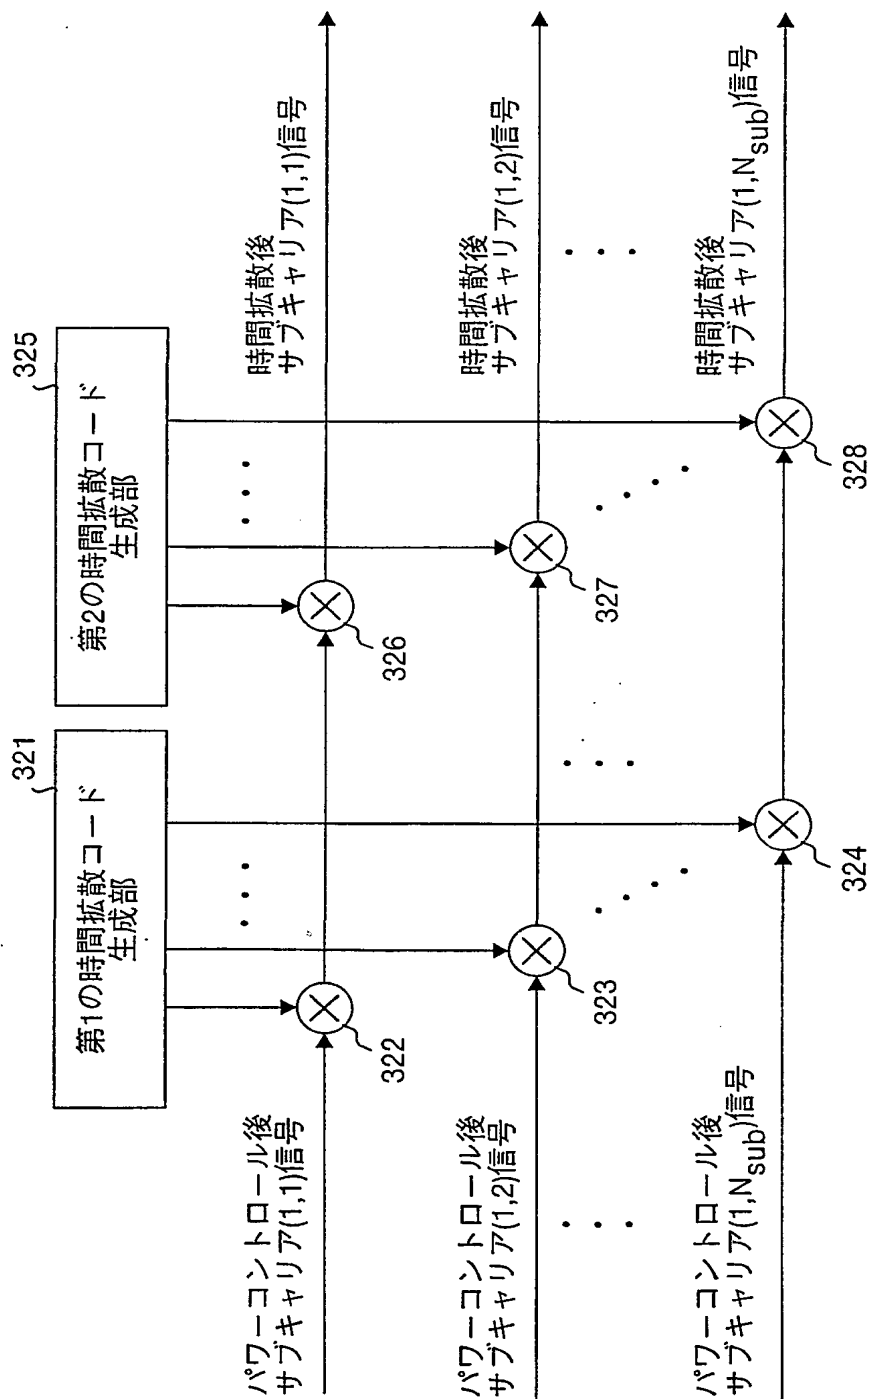 321
第1の時間拡散コード
生成部
325
第2の時間拡散コード
生成部
パワーコントロール後
サブキャリア(1,1)信号
322
326
時間拡散後
サブキャリア(1,1)信号
パワーコントロール後
サブキャリア(1,2)信号
323
327
時間拡散後
サブキャリア(1,2)信号
パワーコントロール後
サブキャリア(1,Nsub)信号
324
328
時間拡散後
サブキャリア(1,Nsub)信号